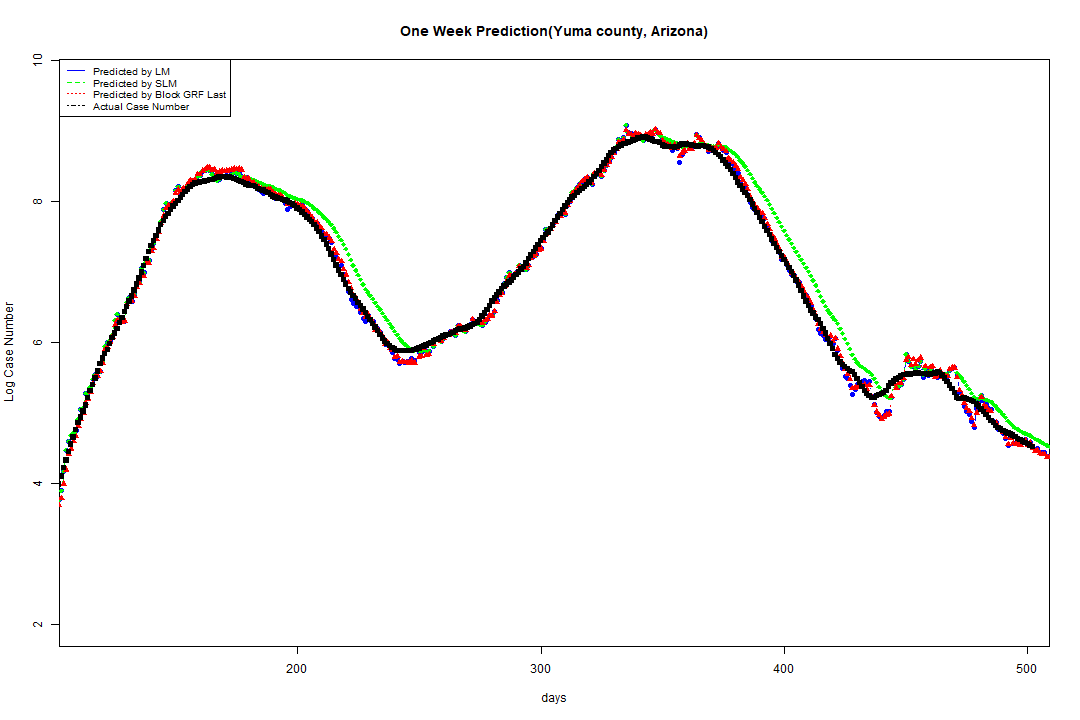 One Week Prediction(Yuma county, Arizona)
Predicted by LM
Predicted by SLM
Predicted by Block GRF Last
Actual Case Number
10
8
6
4
2
Log Case Number
200 300 400 500
days